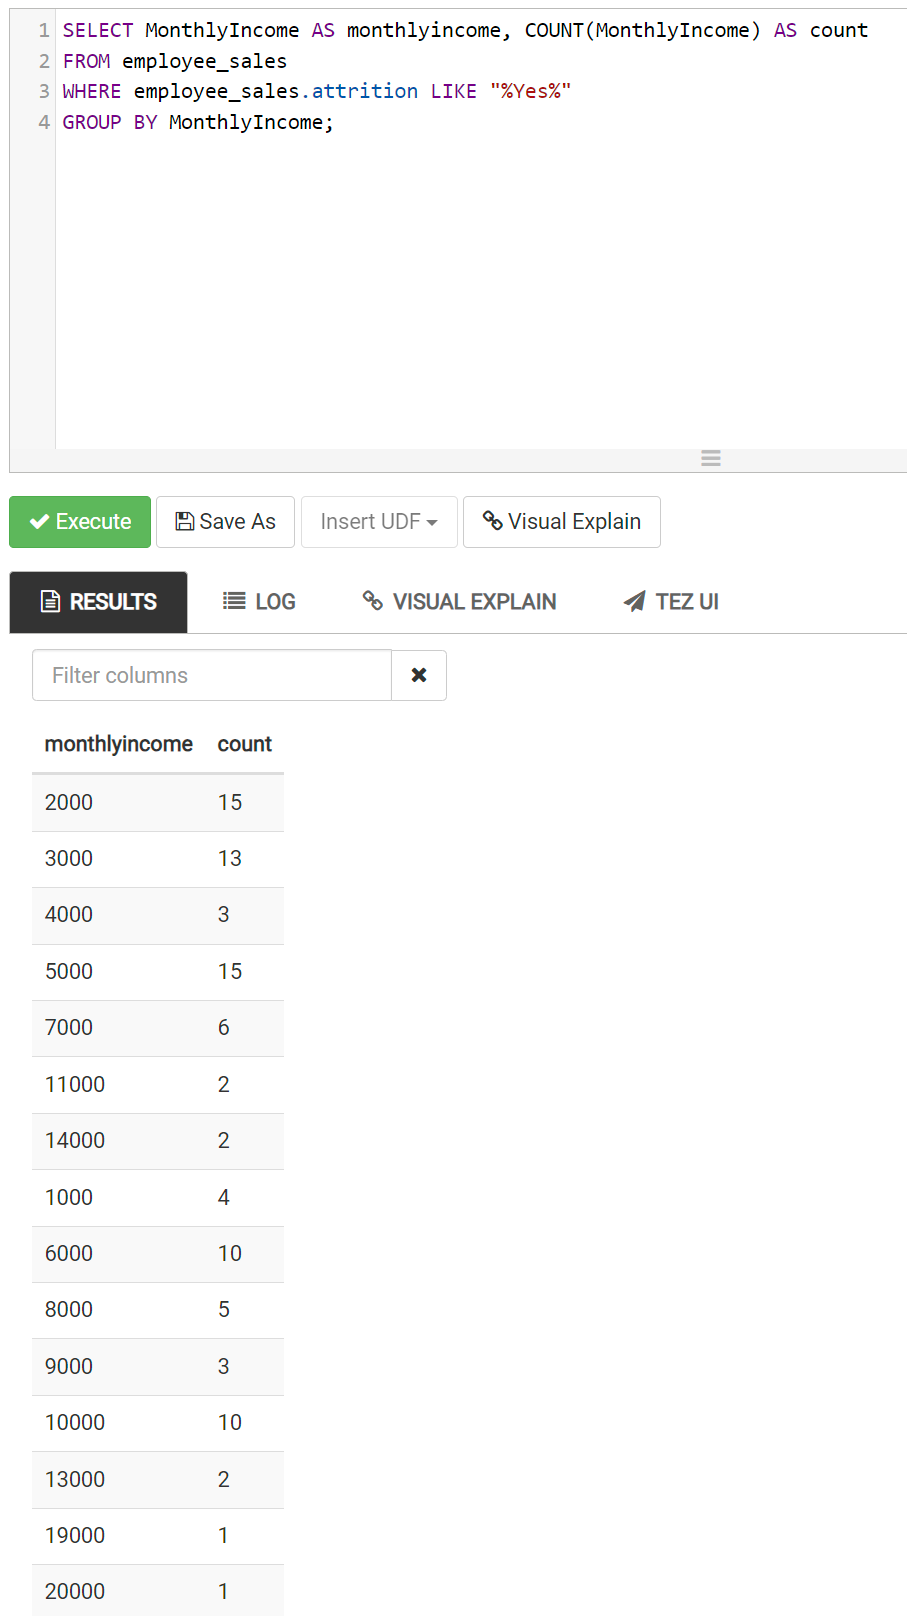 1 SELECT MonthlyIncome AS monthlyincome, COUNT(MonthlyIncome) AS count
2 FROM employee_sales
3 WHERE employee_sales.attrition LIKE "%Yes%"
4 GROUP BY MonthlyIncome;
Execute Save As Insert UDF Visual Explain
RESULTS LOG VISUAL EXPLAIN TEZ UI
Filter columns
monthlyincome count
2000 15
3000 13
4000 3
5000 15
7000 6
11000 2
14000 2
1000 4
6000 10
8000 5
9000 3
10000 10
13000 2
19000 1
20000 1